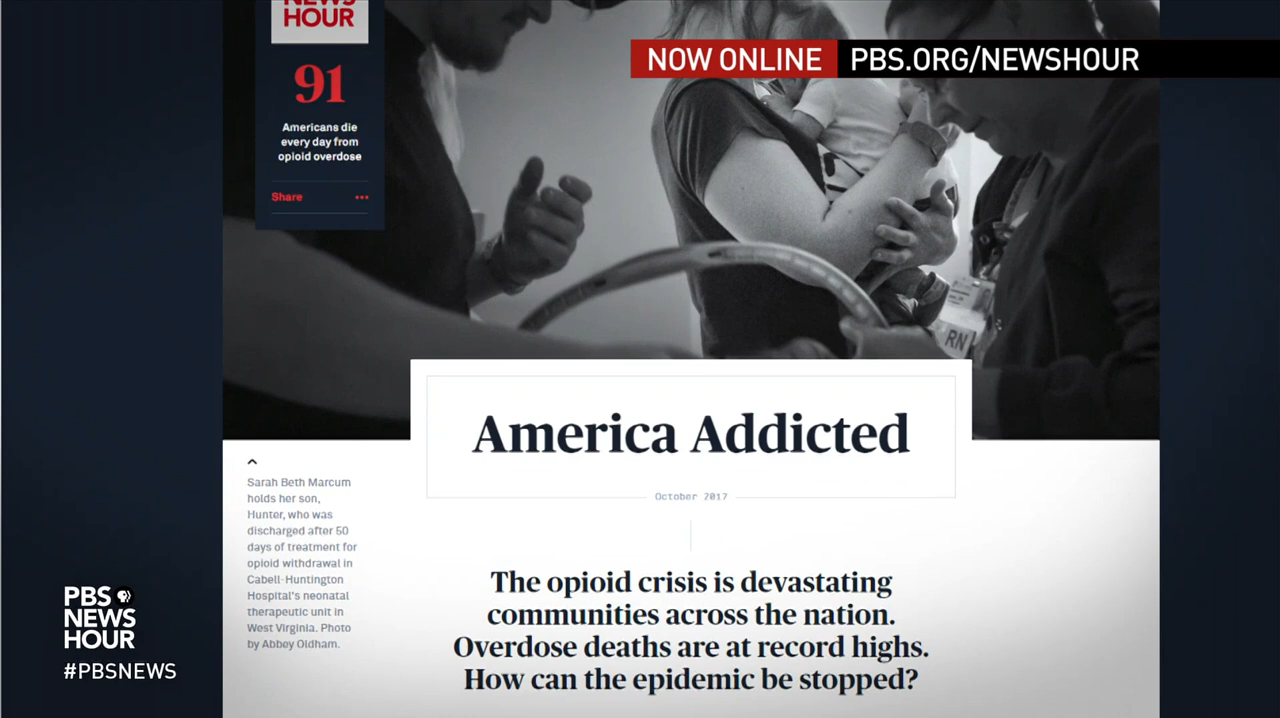 NEWS
HOUR
91
Americans die
every day from
opioid overdose
Share
NOW ONLINE PBS.ORG/NEWSHOUR
RN
America Addicted
October 2017
Sarah Beth Marcum
holds her son,
Hunter, who was
discharged after 50
days of treatment for
opioid withdrawal in
Cabell-Huntington
Hospital's neonatal
therapeutic unit in
West Virginia. Photo
by Abbey Oldham.
The opioid crisis is devastating
communities across the nation.
Overdose deaths are at record highs.
How can the epidemic be stopped?
PBS
NEWS
HOUR
#PBSNEWS